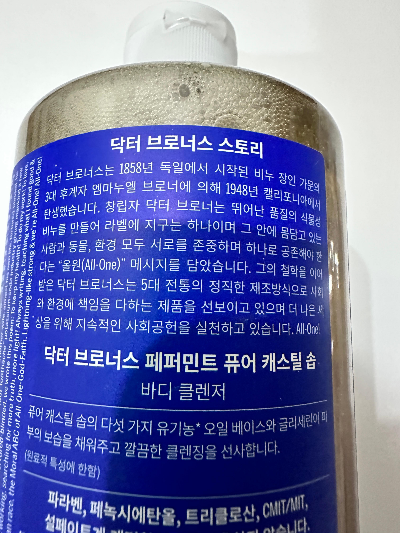 닥터 브로너스 스토리
닥터 브로너스는 1858년 독일에서 시작된 비누 장인 가문의
3대 후계자 엠마누엘 브로너에 의해 1948년 캘리포니아에서
탄생했습니다. 창립자 닥터 브로너는 뛰어난 품질의 식물성
비누를 만들어 라벨에 지구는 하나이며 그 안에 몸담고 있는
사람과 동물, 환경 모두 서로를 존중하며 하나로 공존해야 한
다는 "올원(All-One)" 메시지를 담았습니다. 그의 철학을 이어
받은 닥터 브로너스는 5대 전통의 정직한 제조방식으로 사회
와 환경에 책임을 다하는 제품을 선보이고 있으며 더 나은 세
상을 위해 지속적인 사회공헌을 실천하고 있습니다. All-One!
닥터 브로너스 페퍼민트 퓨어 캐스틸 솝
바디 클렌저
퓨어 캐스틸 솝의 다섯 가지 유기농* 오일 베이스와 글리세린이 피
부의 보습을 채워주고 깔끔한 클렌징을 선사합니다.
(원료적 특성에 한함)
파라벤, 페녹시에탄올, 트리클로산, CMIT/MIT,